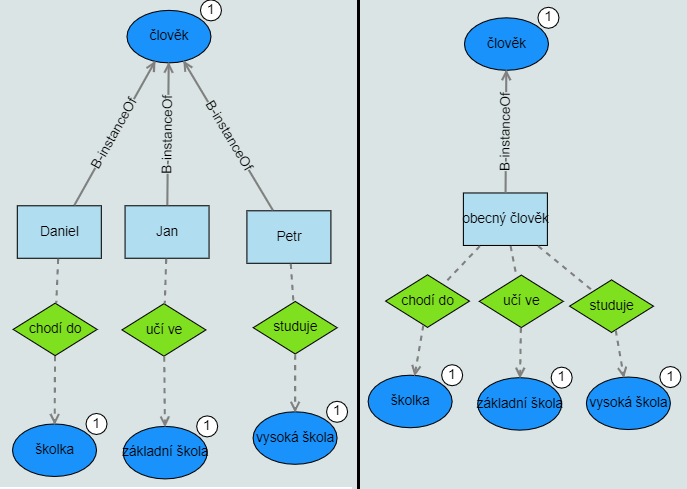 1
člověk
B-instanceOf
B-instanceOf
B-instanceOf
Daniel
Jan
Petr
chodí do
učí ve
studuje
1
školka
1
základní škola
1
vysoká škola
1
člověk
B-instanceOf
obecný člověk
chodí do
učí ve
studuje
1
školka
1
základní škola
1
vysoká škola